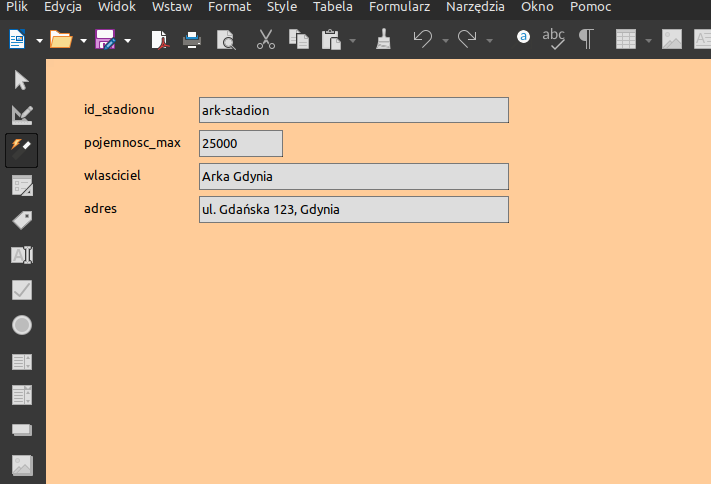 Plik Edycja Widok Wstaw Format Style Tabela Formularz Narzędzia Okno Pomoc
a abc
id_stadionu ark-stadion
pojemnosc_max 25000
wlasciciel Arka Gdynia
adres ul. Gdańska 123, Gdynia